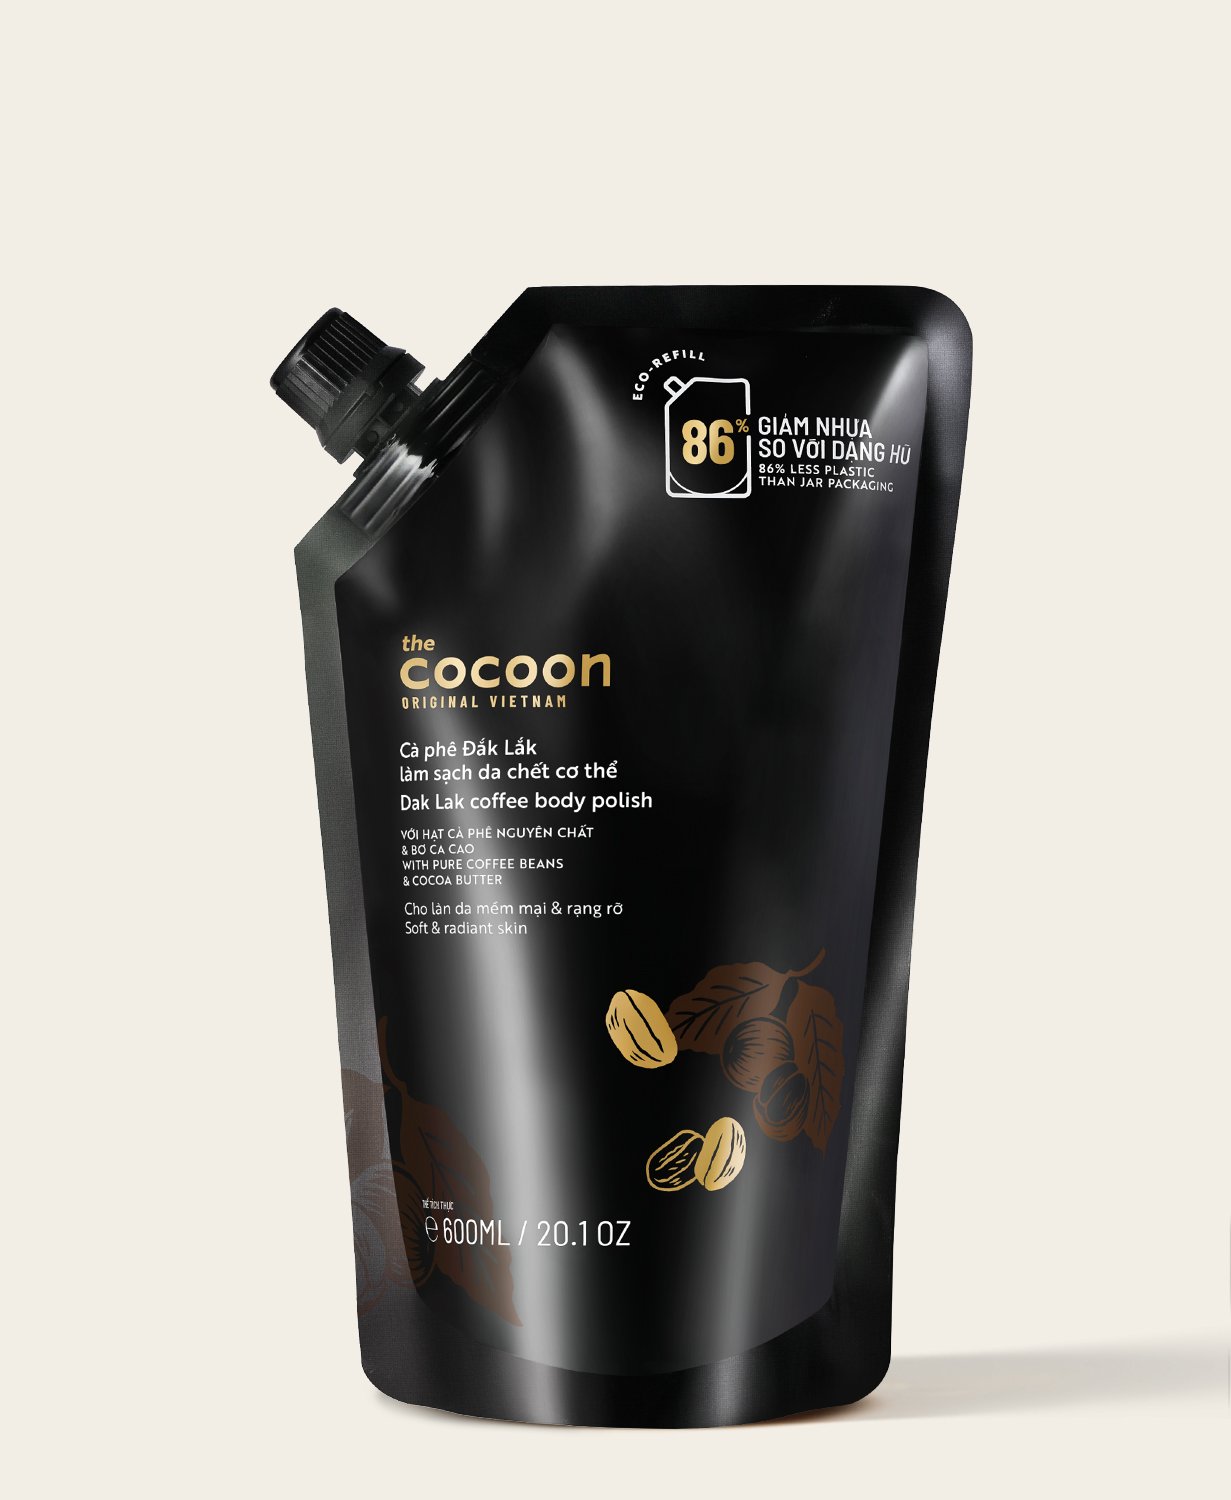 ECO-REFILL
86%
GIẢM NHỰA
SO VỚI DẠNG HŨ
86% LESS PLASTIC
THAN JAR PACKAGING
the
cocoon
ORIGINAL VIETNAM
Cà phê Đắk Lắk
làm sạch da chết cơ thể
Dak Lak coffee body polish
VỚI HẠT CÀ PHÊ NGUYÊN CHẤT
& BƠ CA CAO
WITH PURE COFFEE BEANS
& COCOA BUTTER
Cho làn da mềm mại & rạng rỡ
Soft & radiant skin
THỂ TÍCH THỰC
℮ 600ML / 20.1 OZ